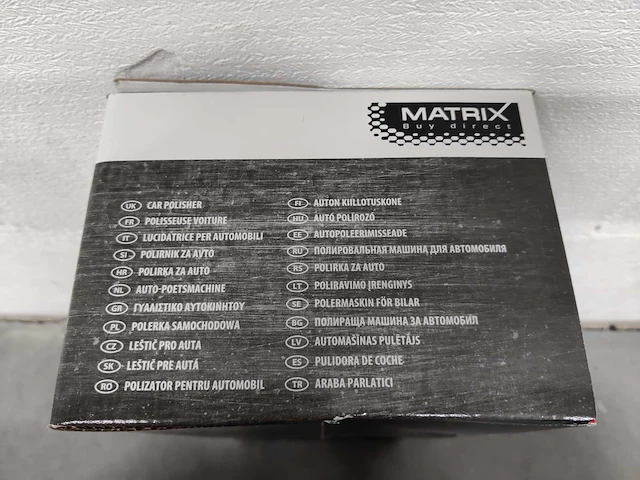 MATRIX
Buy direct
UK CAR POLISHER
FR POLISSEUSE VOITURE
IT LUCIDATRICE PER AUTOMOBILI
SI POLIRNIK ZA AVTO
HR POLIRKA ZA AUTO
NL AUTO-POETSMACHINE
GR ΓΥΑΛΙΣΤΙΚΟ ΑΥΤΟΚΙΝΗΤΟΥ
PL POLERKA SAMOCHODOWA
CZ LEŠTIČ PRO AUTA
SK LEŠTIČ PRE AUTÁ
RO POLIZATOR PENTRU AUTOMOBIL
FI AUTON KIILLOTUSKONE
HU AUTÓ POLÍROZÓ
EE AUTOPOLEERIMISSEADE
RU ПОЛИРОВАЛЬНАЯ МАШИНА ДЛЯ АВТОМОБИЛЯ
RS POLIRKA ZA AUTO
LT POLIRAVIMO ĮRENGINYS
SE POLERMASKIN FÖR BILAR
BG ПОЛИРАЩА МАШИНА ЗА АВТОМОБИЛ
LV AUTOMAŠĪNAS PULĒTĀJS
ES PULIDORA DE COCHE
TR ARABA PARLATICI